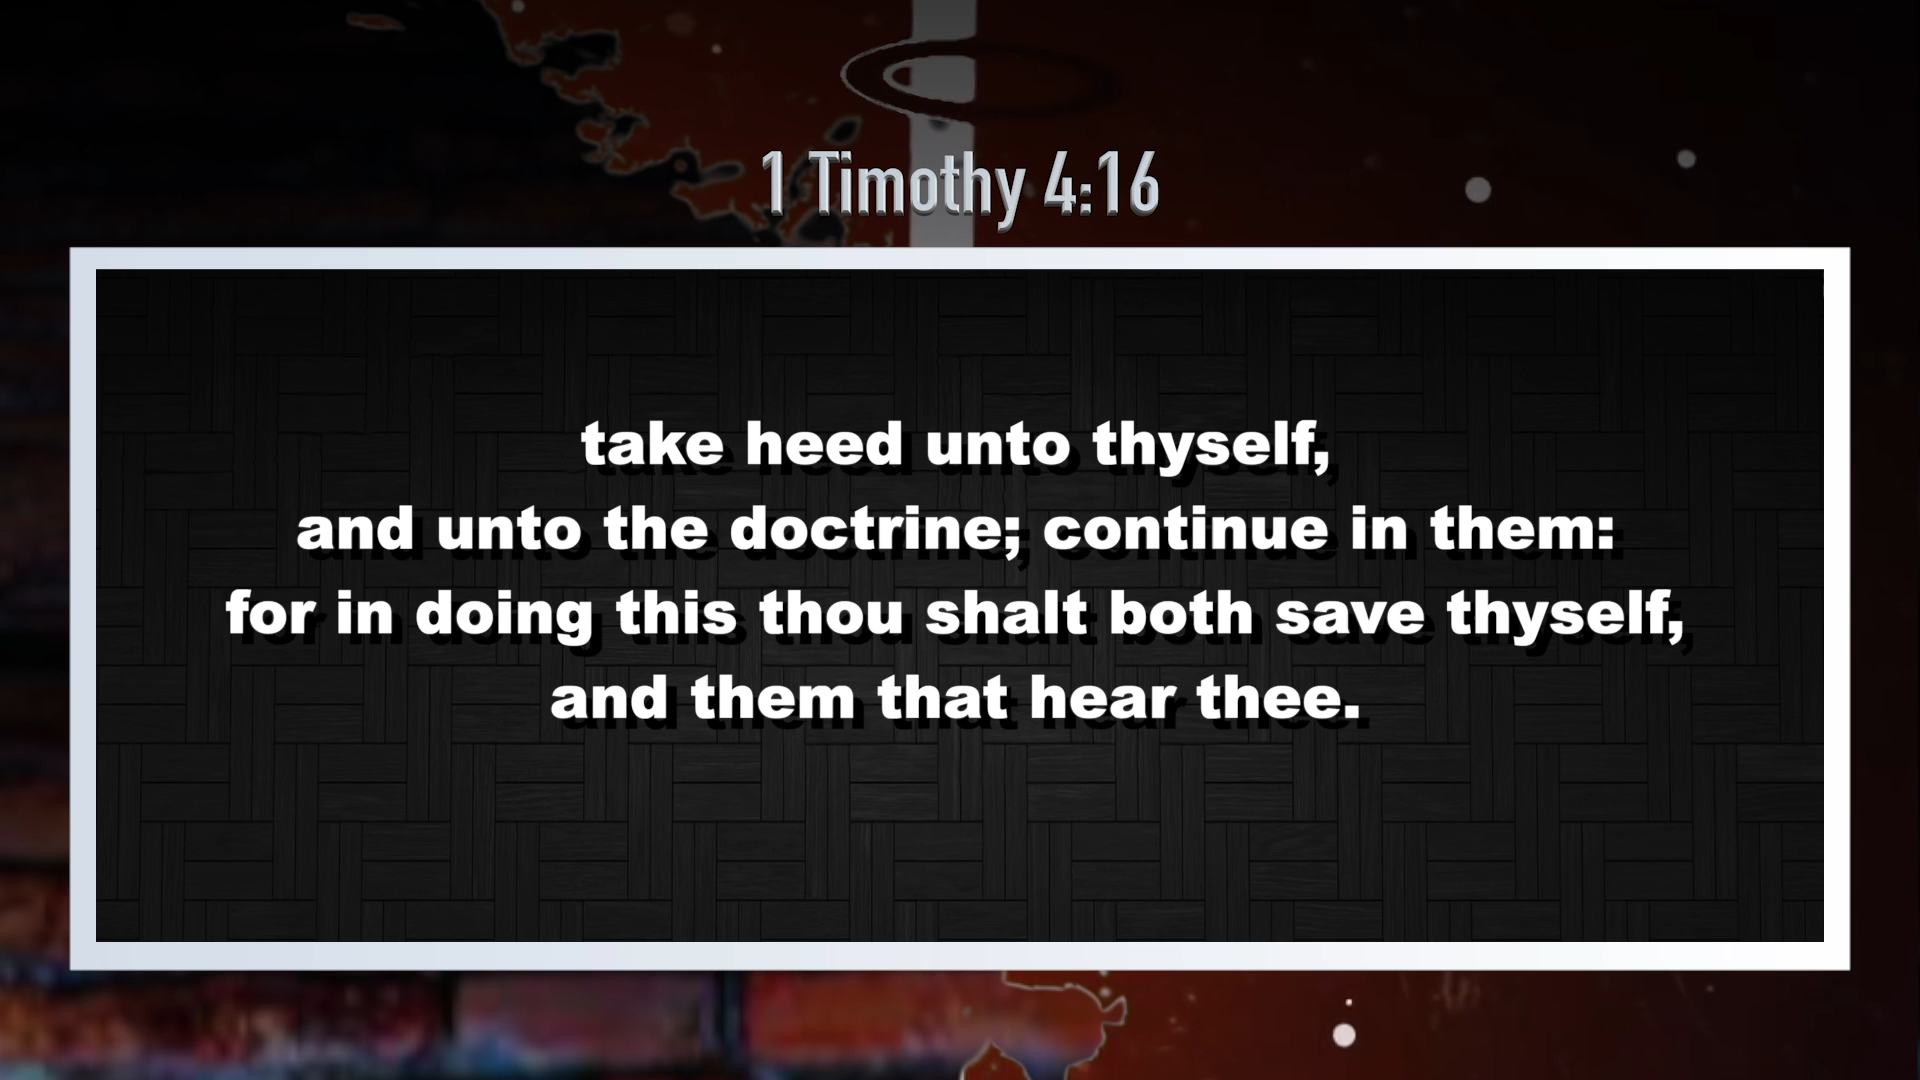 1 Timothy 4:16
take heed unto thyself,
and unto the doctrine; continue in them:
for in doing this thou shalt both save thyself,
and them that hear thee.